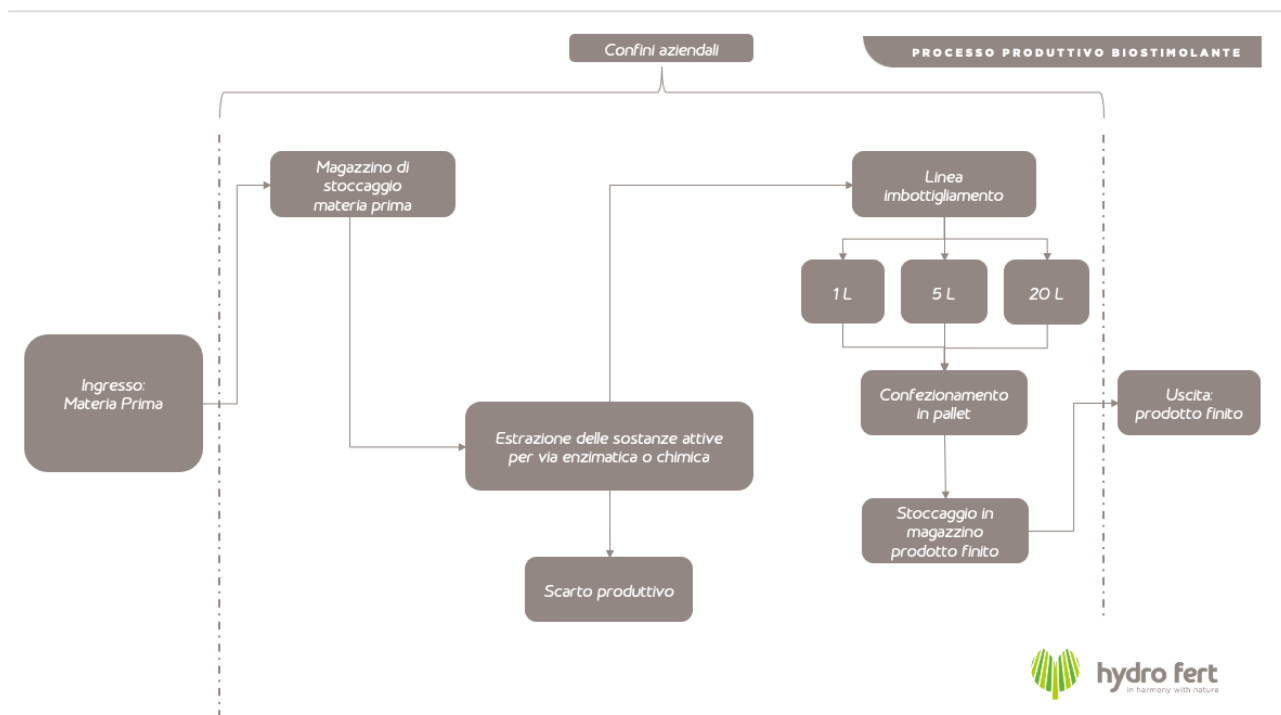 Confini aziendali
PROCESSO PRODUTTIVO BIOSTIMOLANTE
Magazzino di
stoccaggio
materia prima
Linea
imbottigliamento
1 L
5 L
20 L
Ingresso:
Materia Prima
Confezionamento
in pallet
Uscita:
prodotto finito
Estrazione delle sostanze attive
per via enzimatica o chimica
Stoccaggio in
magazzino
prodotto finito
Scarto produttivo
hydro fert
in harmony with nature